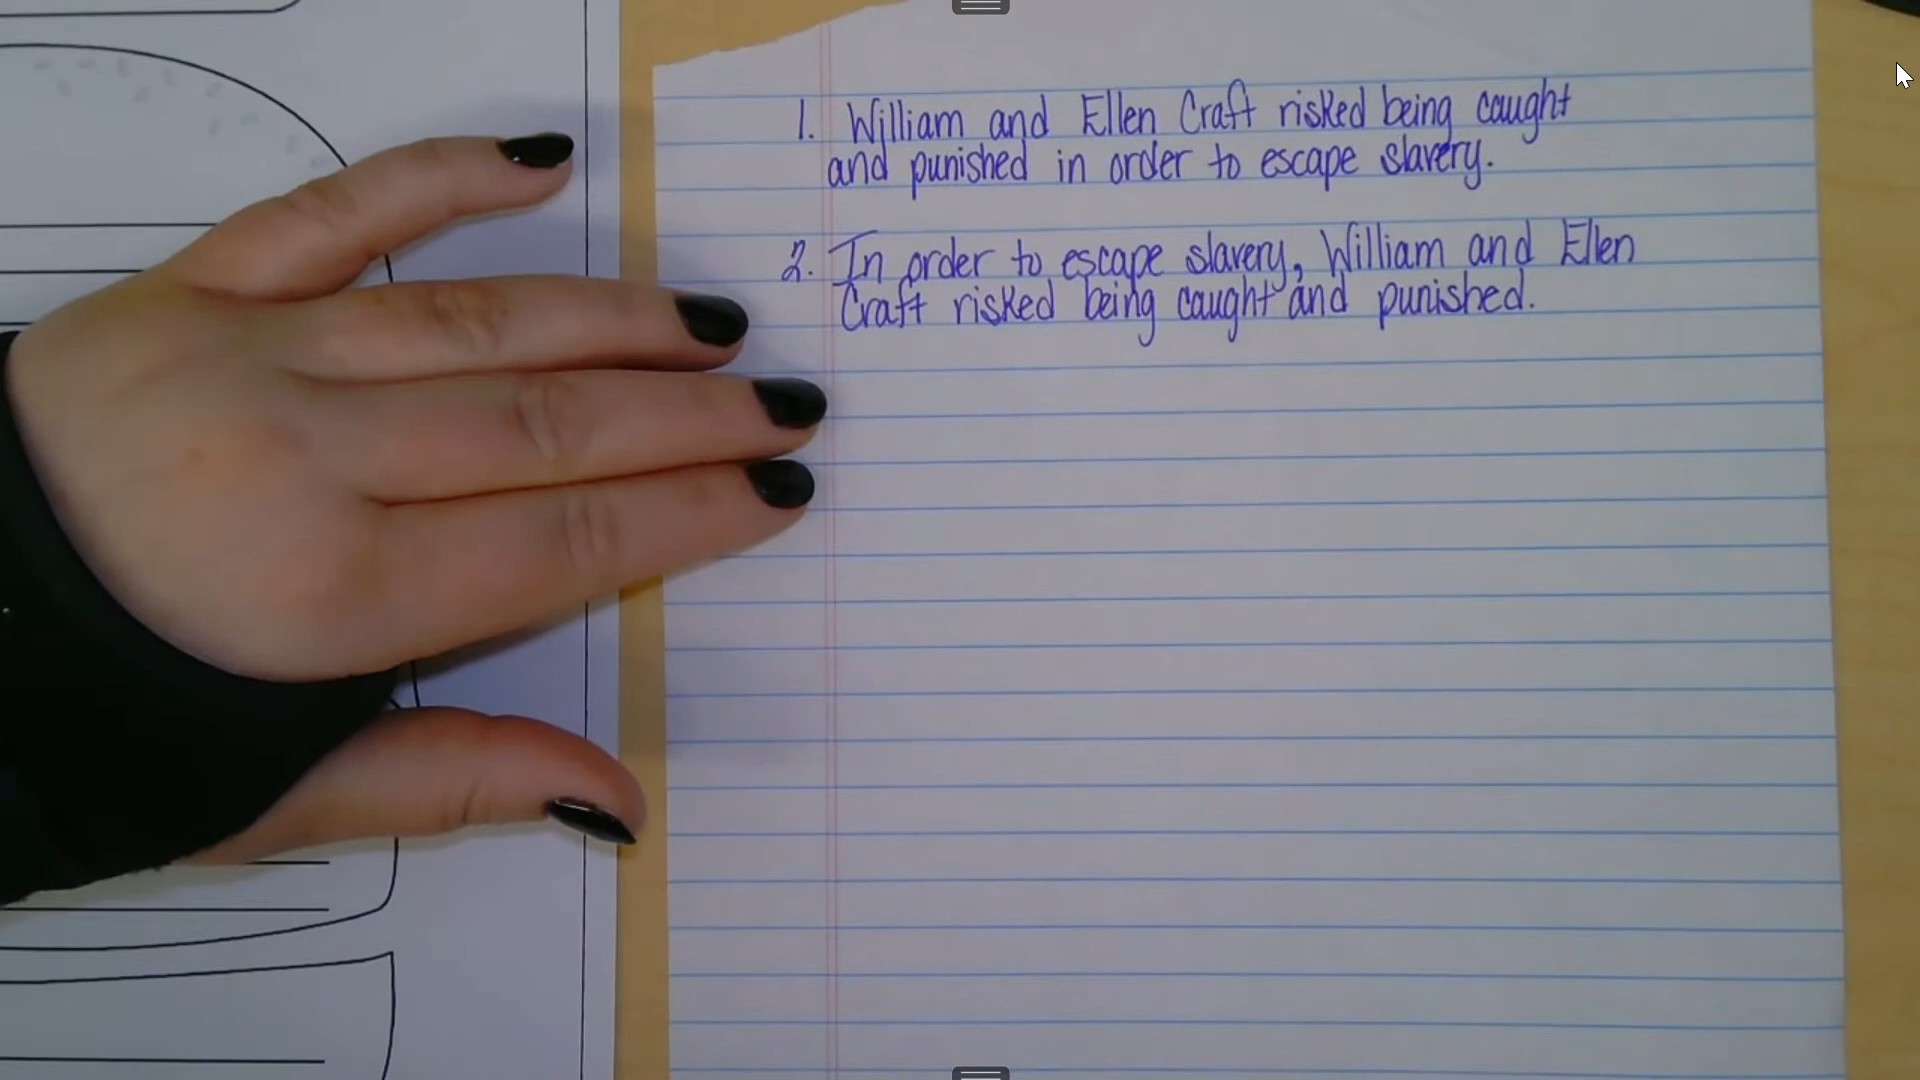 1. William and Ellen Craft risked being caught
and punished in order to escape slavery.
2. In order to escape slavery, William and Ellen
Craft risked being caught and punished.